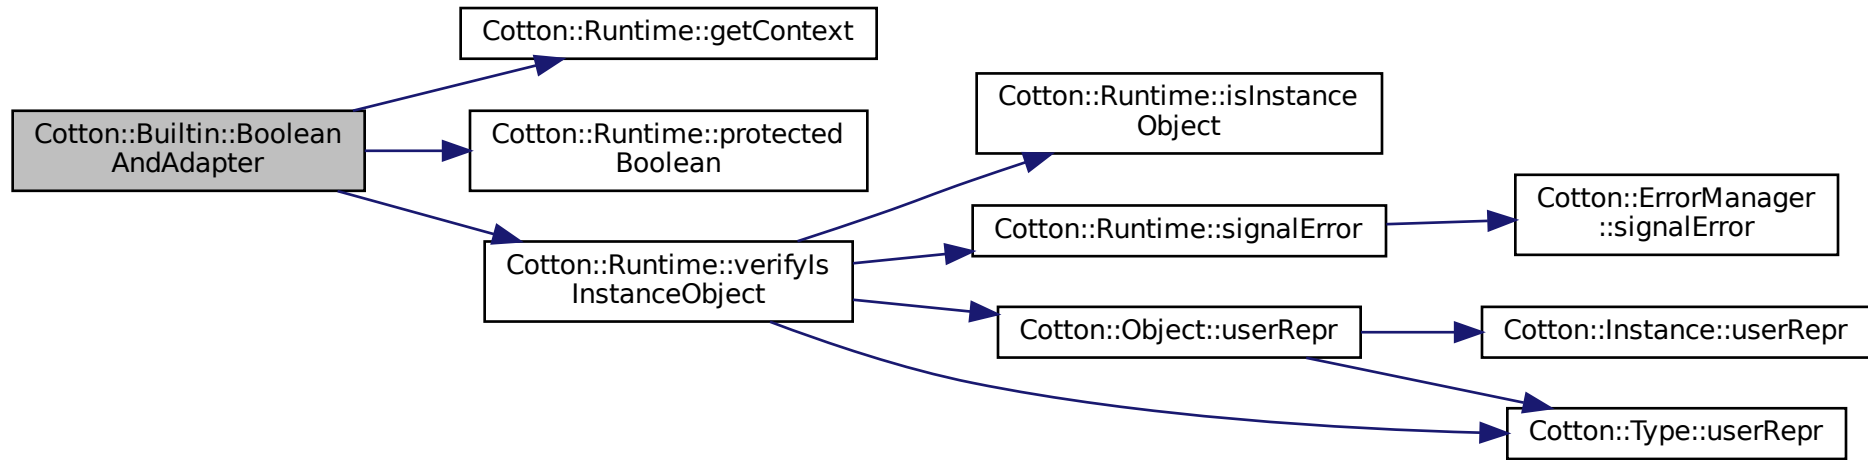 Cotton::Builtin::Boolean
AndAdapter
Cotton::Runtime::getContext
Cotton::Runtime::protected
Boolean
Cotton::Runtime::verifyIs
InstanceObject
Cotton::Runtime::isInstance
Object
Cotton::Runtime::signalError
Cotton::ErrorManager
::signalError
Cotton::Object::userRepr
Cotton::Instance::userRepr
Cotton::Type::userRepr